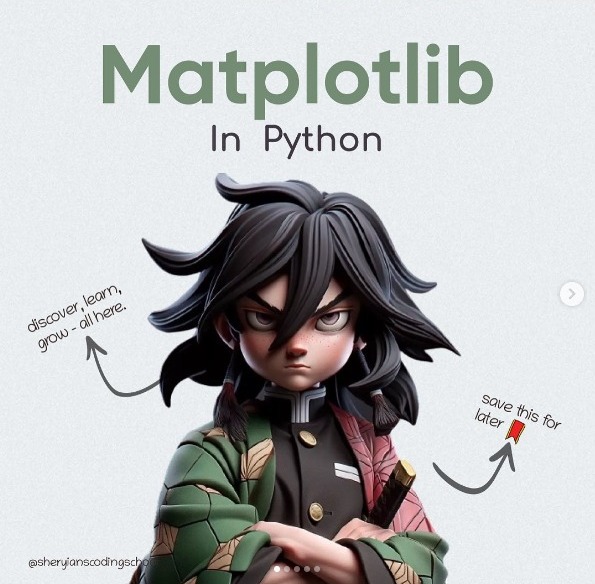 Matplotlib
In Python
discover, learn,
grow - all here.
save this for
later